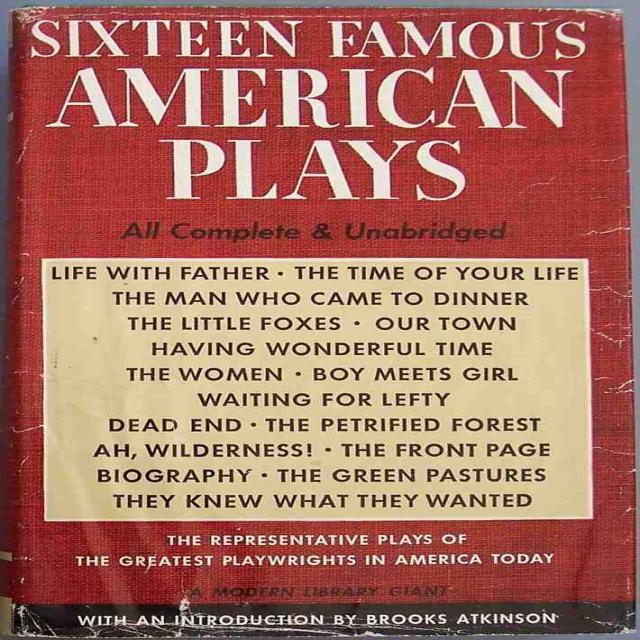 SIXTEEN FAMOUS
AMERICAN
PLAYS
All Complete & Unabridged
LIFE WITH FATHER · THE TIME OF YOUR LIFE
THE MAN WHO CAME TO DINNER
THE LITTLE FOXES · OUR TOWN
HAVING WONDERFUL TIME
THE WOMEN · BOY MEETS GIRL
WAITING FOR LEFTY
DEAD END · THE PETRIFIED FOREST
AH, WILDERNESS! · THE FRONT PAGE
BIOGRAPHY · THE GREEN PASTURES
THEY KNEW WHAT THEY WANTED
THE REPRESENTATIVE PLAYS OF
THE GREATEST PLAYWRIGHTS IN AMERICA TODAY
A MODERN LIBRARY GIANT
WITH AN INTRODUCTION BY BROOKS ATKINSON